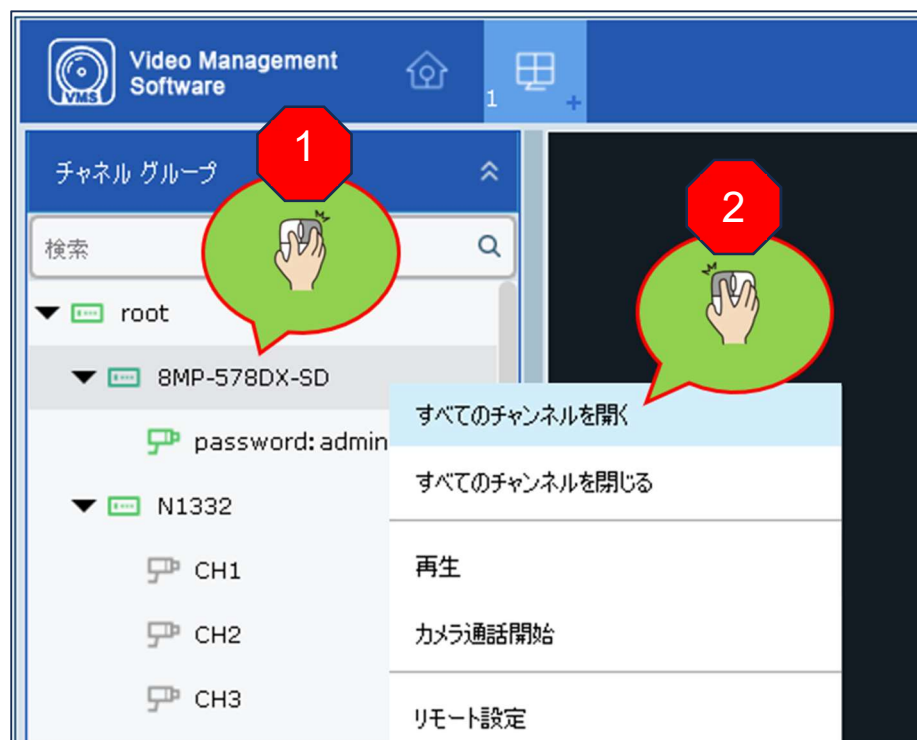 Video Management
Software
VMS
1
チャネル グループ
1
検索
2
root
8MP-578DX-SD
すべてのチャンネルを開く
password: admin
すべてのチャンネルを閉じる
N1332
再生
CH1
カメラ通話開始
CH2
CH3
リモート設定